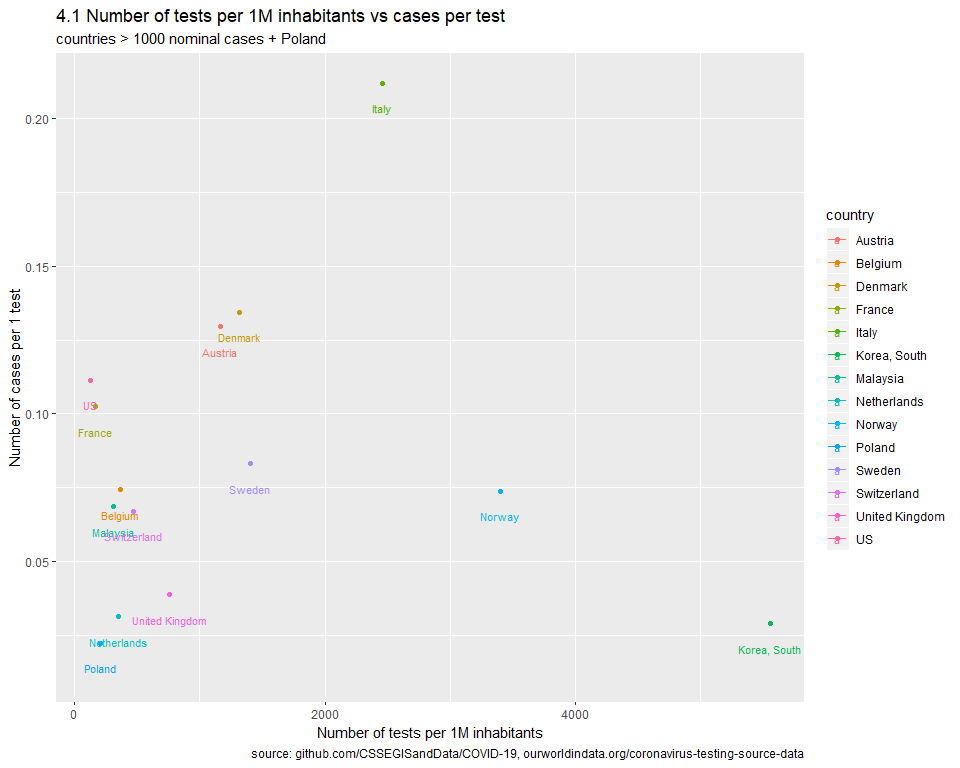 4.1 Number of tests per 1M inhabitants vs cases per test
countries > 1000 nominal cases + Poland
Number of cases per 1 test
0.20
0.15
0.10
0.05
Italy
Denmark
Austria
US
France
Sweden
Belgium
Malaysia
Switzerland
Norway
United Kingdom
Netherlands
Poland
Korea, South
0
2000
4000
Number of tests per 1M inhabitants
source: github.com/CSSEGISandData/COVID-19, ourworldindata.org/coronavirus-testing-source-data
country
Austria
Belgium
Denmark
France
Italy
Korea, South
Malaysia
Netherlands
Norway
Poland
Sweden
Switzerland
United Kingdom
US